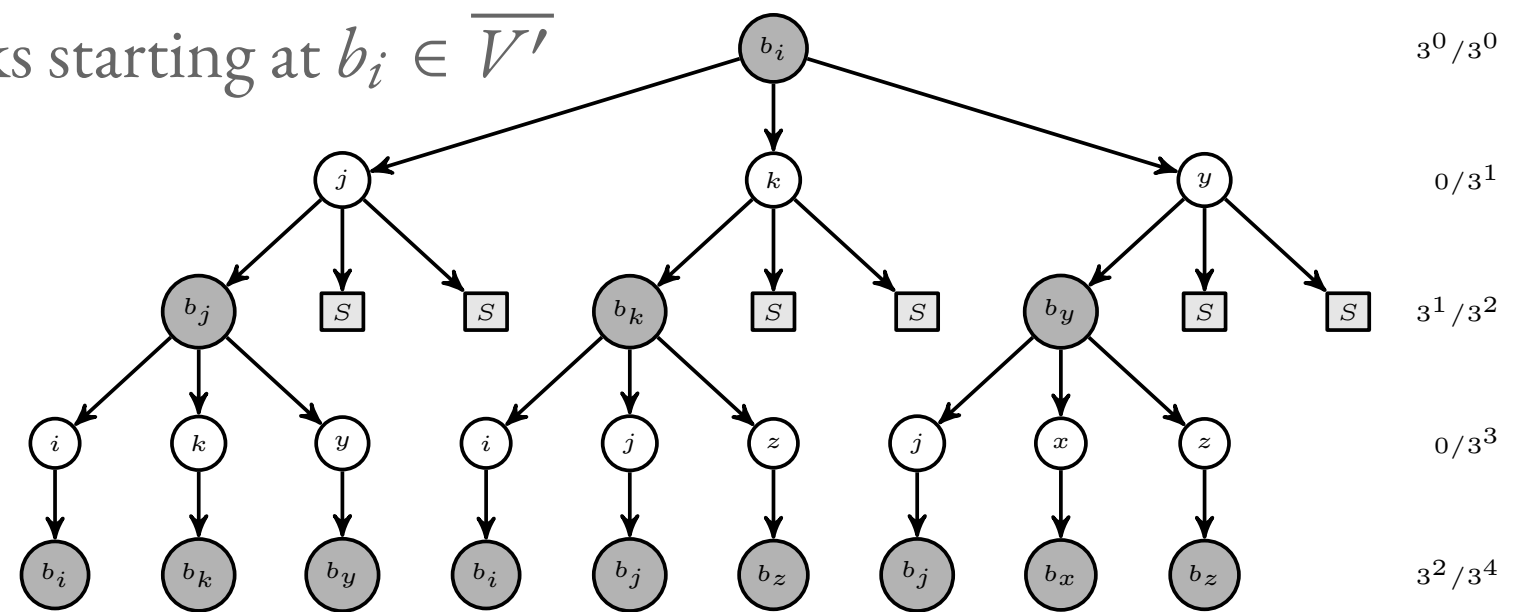 ks starting at b_i ∈ \overline{V′}
b_i 3^0/3^0
j k y 0/3^1
b_j S S b_k S S b_y S S 3^1/3^2
i k y i j z j x z 0/3^3
b_i b_k b_y b_i b_j b_z b_j b_x b_z 3^2/3^4